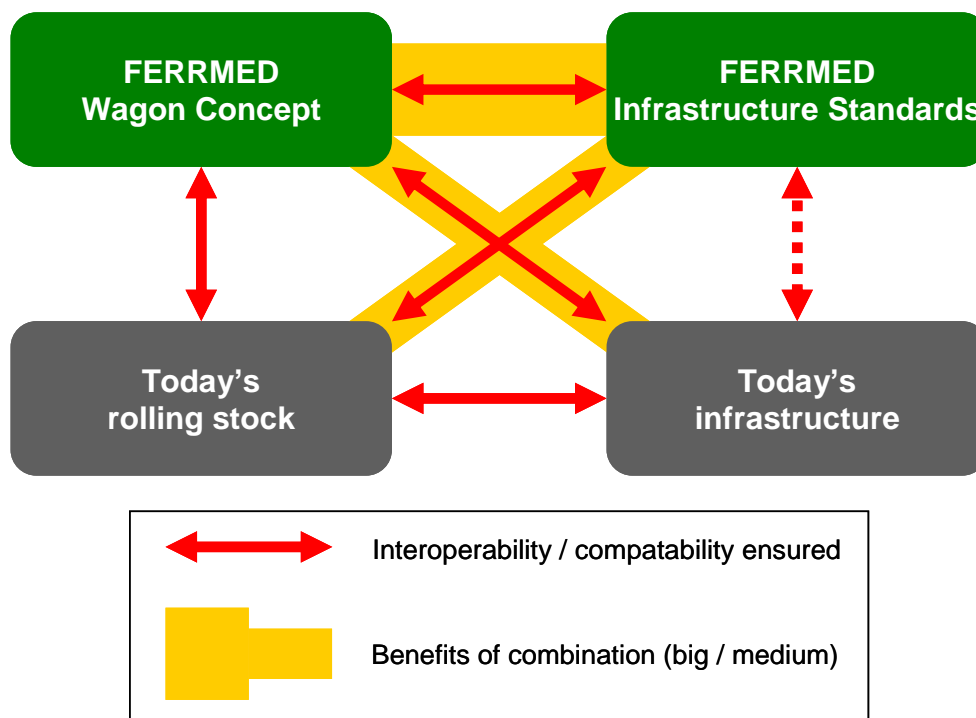 FERRMED
Wagon Concept
FERRMED
Infrastructure Standards
Today's
rolling stock
Today's
infrastructure
Interoperability / compatability ensured
Benefits of combination (big / medium)